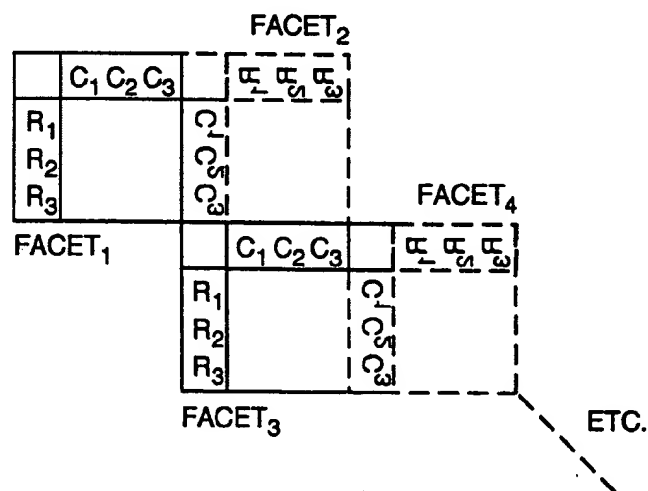 FACET₂
C₁ C₂ C₃ R₁ R₂ R₃
R₁ C₁
R₂ C₂
R₃ C₃
FACET₁
FACET₄
C₁ C₂ C₃ R₁ R₂ R₃
R₁ C₁
R₂ C₂
R₃ C₃
FACET₃
ETC.